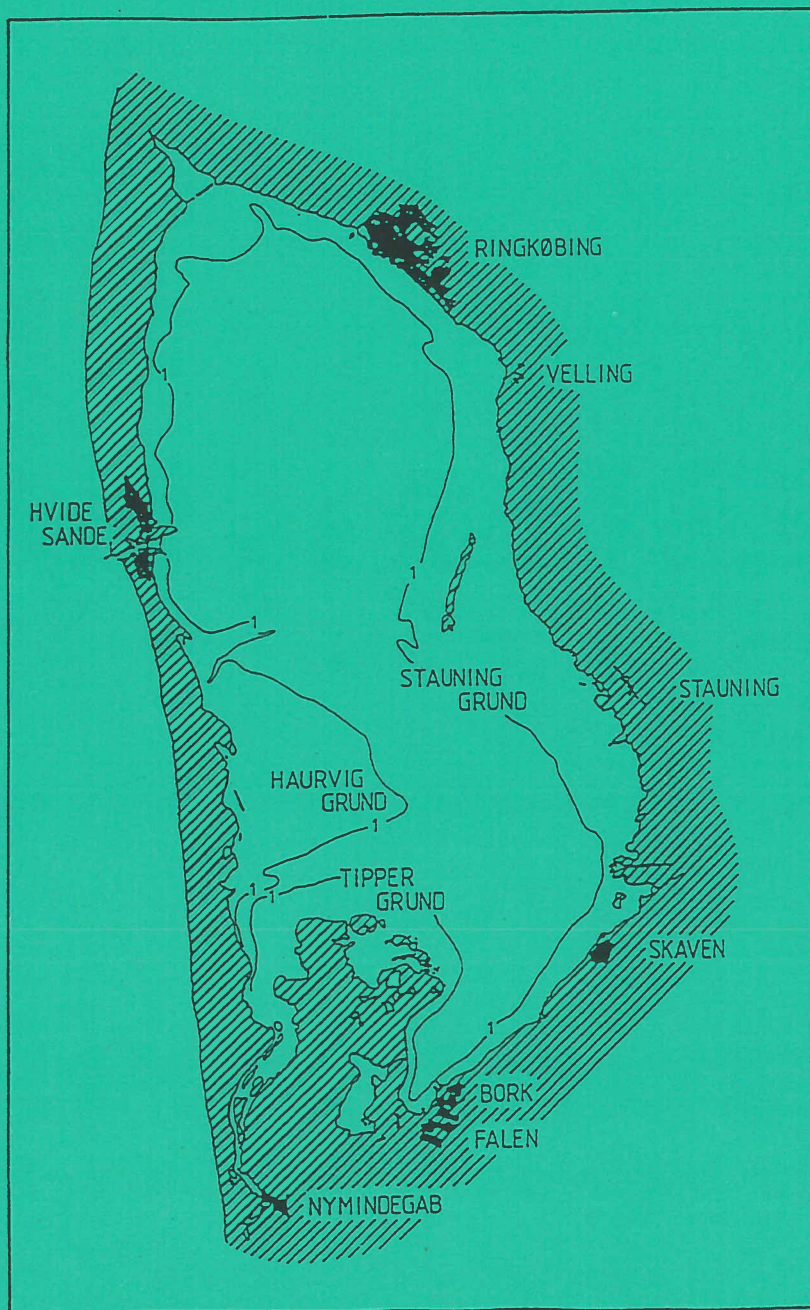 RINGKØBING
VELLING
1
HVIDE
SANDE
1
STAUNING
GRUND
1
STAUNING
HAURVIG
GRUND
1
TIPPER
GRUND
1
1
SKAVEN
1
BORK
FALEN
NYMINDEGAB